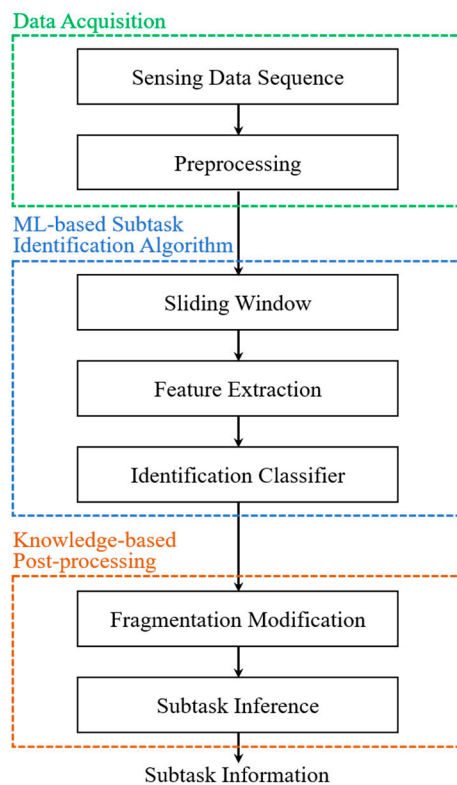 Data Acquisition
Sensing Data Sequence
Preprocessing
ML-based Subtask
Identification Algorithm
Sliding Window
Feature Extraction
Identification Classifier
Knowledge-based
Post-processing
Fragmentation Modification
Subtask Inference
Subtask Information